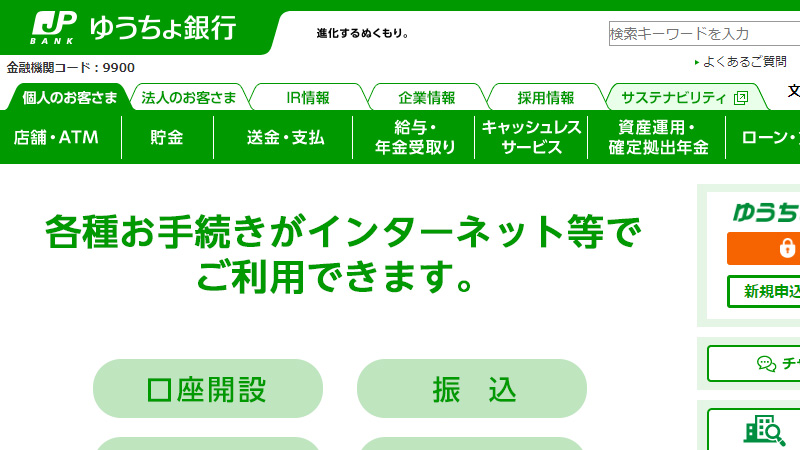 JP
BANK
ゆうちょ銀行
進化するぬくもり。
検索キーワードを入力
よくあるご質問
金融機関コード：9900
文
個人のお客さま
法人のお客さま
IR情報
企業情報
採用情報
サステナビリティ
店舗・ATM
貯金
送金・支払
給与・
年金受取り
キャッシュレス
サービス
資産運用・
確定拠出年金
ローン・
各種お手続きがインターネット等で
ご利用できます。
ゆうち
新規申込
チャ
口座開設
振　込